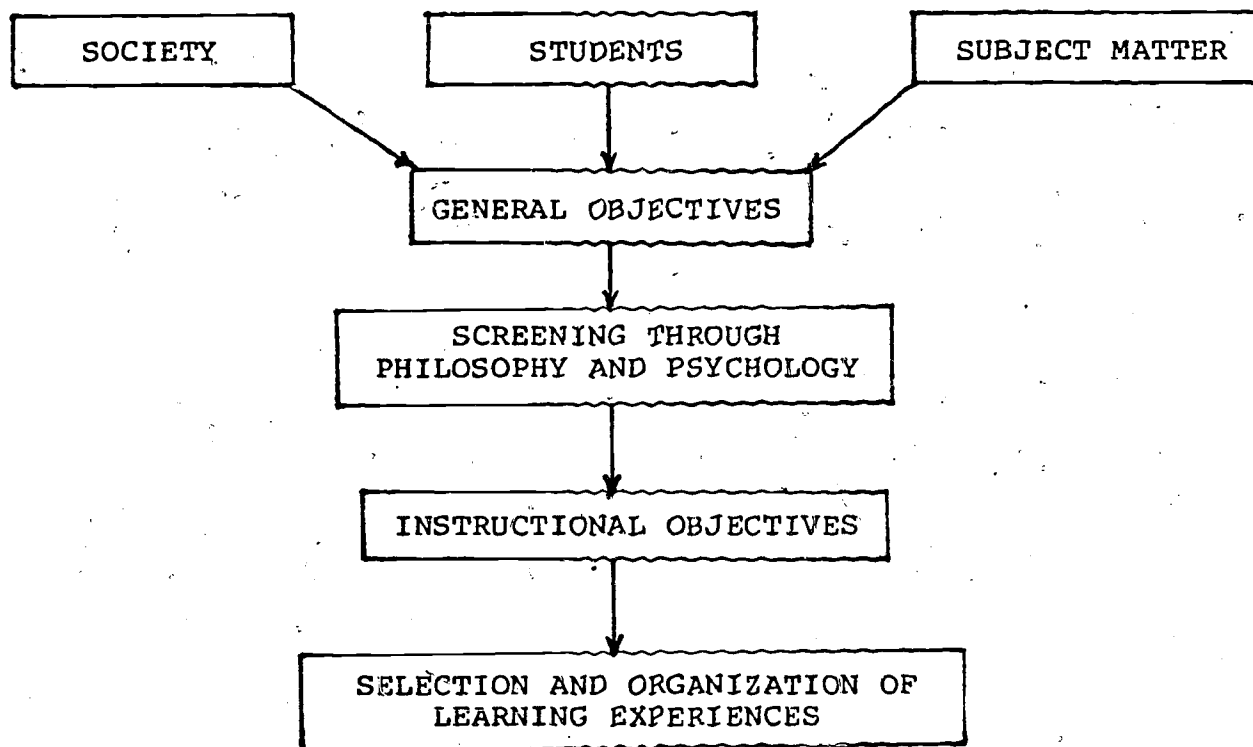 SOCIETY
STUDENTS
SUBJECT MATTER
GENERAL OBJECTIVES
SCREENING THROUGH
PHILOSOPHY AND PSYCHOLOGY
INSTRUCTIONAL OBJECTIVES
SELECTION AND ORGANIZATION OF
LEARNING EXPERIENCES